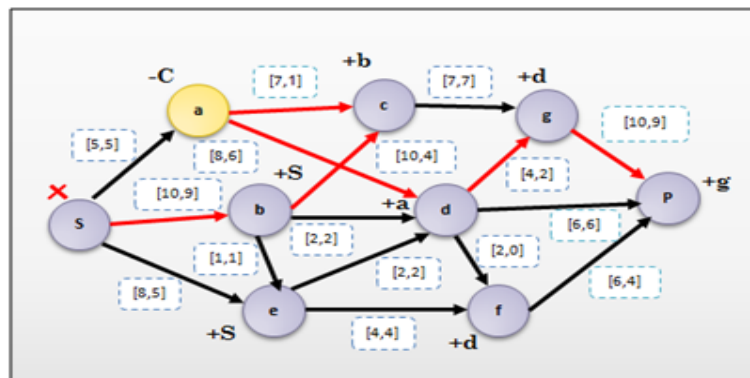 +b
-C
[7,1]
+d
[7,7]
a
c
g
[10,9]
[5,5]
[8,6]
[10,4]
+S
[4,2]
×
[10,9]
b
+a
d
P
+g
S
[2,2]
[6,6]
[1,1]
[2,0]
[2,2]
[8,5]
[6,4]
e
f
+S
[4,4]
+d